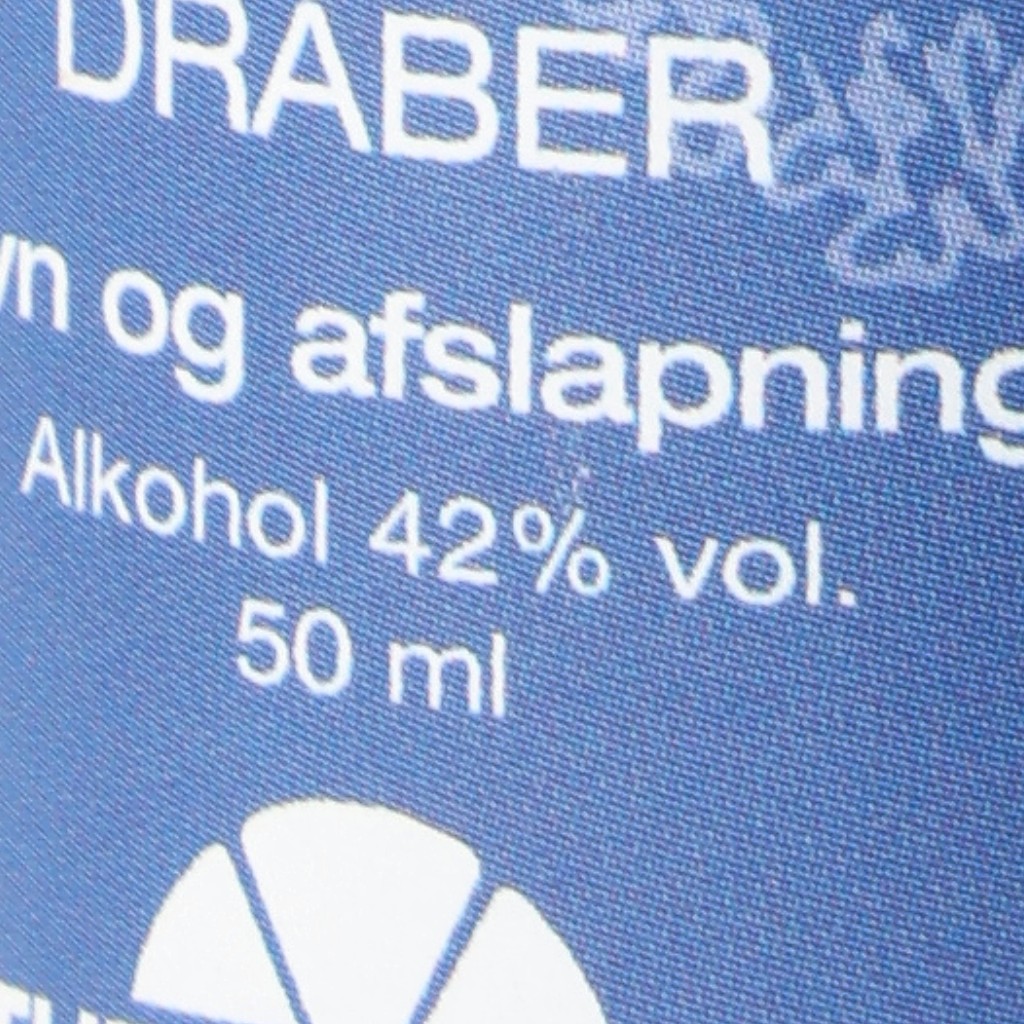 DRABER
og afslapning
Alkohol 42% vol.
50 ml